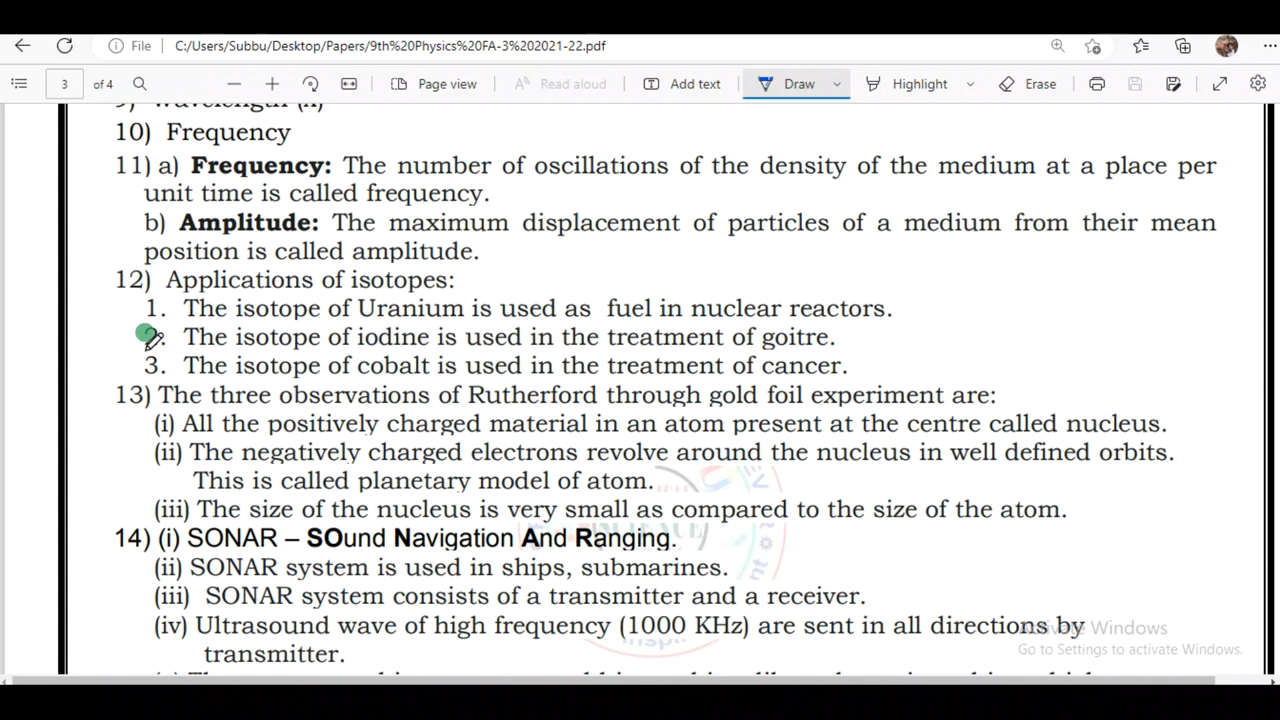 File
C:/Users/Subbu/Desktop/Papers/9th%20Physics%20FA-3%202021-22.pdf
3 of 4
Page view
Read aloud
Add text
Draw
Highlight
Erase
10) Frequency
11) a) Frequency: The number of oscillations of the density of the medium at a place per
unit time is called frequency.
b) Amplitude: The maximum displacement of particles of a medium from their mean
position is called amplitude.
12) Applications of isotopes:
1. The isotope of Uranium is used as fuel in nuclear reactors.
The isotope of iodine is used in the treatment of goitre.
3. The isotope of cobalt is used in the treatment of cancer.
13) The three observations of Rutherford through gold foil experiment are:
(i) All the positively charged material in an atom present at the centre called nucleus.
(ii) The negatively charged electrons revolve around the nucleus in well defined orbits.
This is called planetary model of atom.
(iii) The size of the nucleus is very small as compared to the size of the atom.
14) (i) SONAR – SOund Navigation And Ranging.
(ii) SONAR system is used in ships, submarines.
(iii) SONAR system consists of a transmitter and a receiver.
(iv) Ultrasound wave of high frequency (1000 KHz) are sent in all directions by
transmitter.
Activate Windows
Go to Settings to activate Windows.